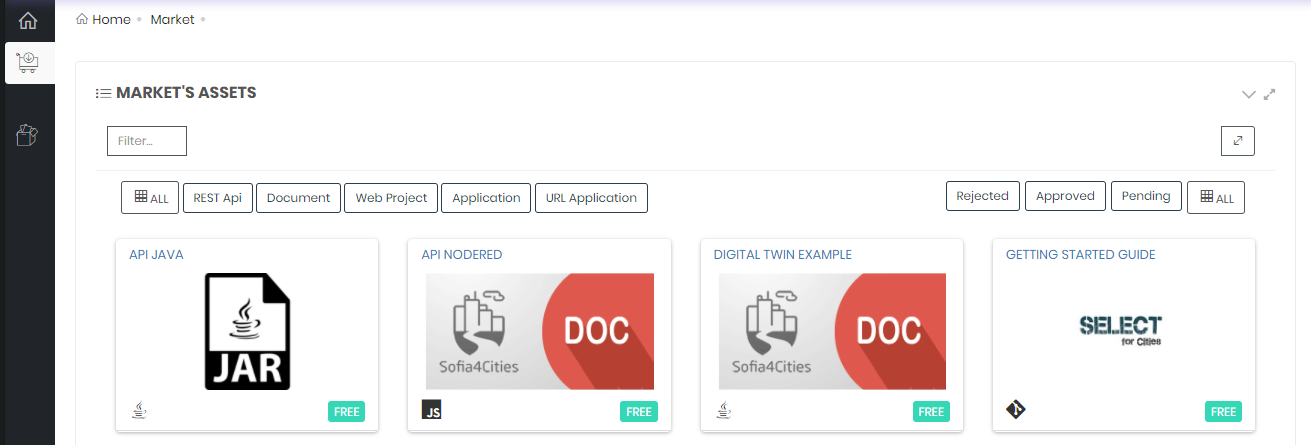 Home Market
MARKET'S ASSETS
Filter...
ALL REST Api Document Web Project Application URL Application Rejected Approved Pending ALL
API JAVA
JAR
FREE
API NODERED
Sofia4Cities
DOC
JS
FREE
DIGITAL TWIN EXAMPLE
Sofia4Cities
DOC
FREE
GETTING STARTED GUIDE
SELECT
for Cities
FREE